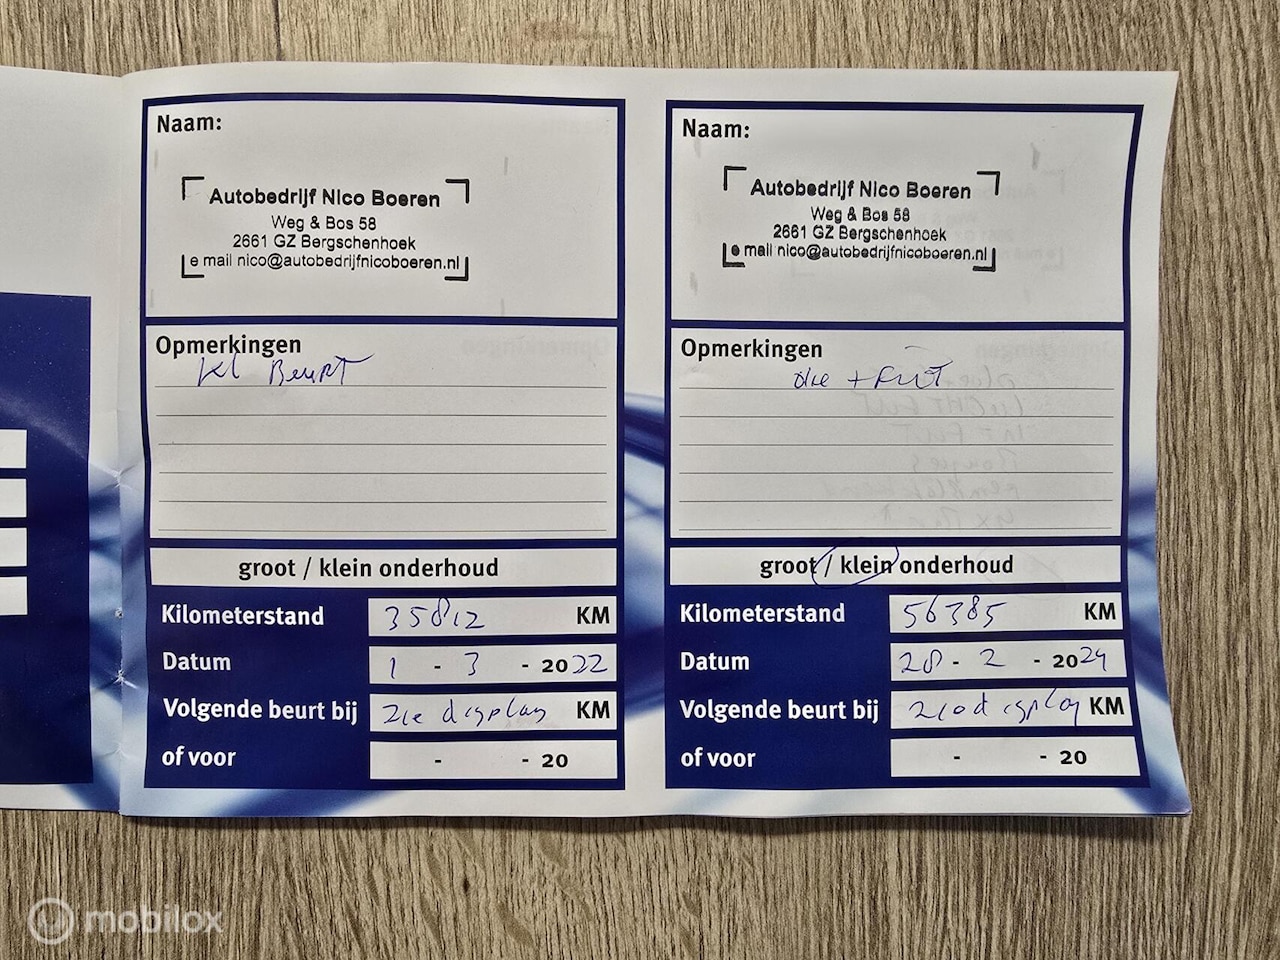 Naam:
Autobedrijf Nico Boeren
Weg & Bos 58
2661 GZ Bergschenhoek
e mail nico@autobedrijfnicoboeren.nl
Opmerkingen
Kl Beurt
groot / klein onderhoud
Kilometerstand 35812 KM
Datum 1 - 3 - 2022
Volgende beurt bij zie display KM
of voor - - 20
Naam:
Autobedrijf Nico Boeren
Weg & Bos 58
2661 GZ Bergschenhoek
e mail nico@autobedrijfnicoboeren.nl
Opmerkingen
olie + FiLT
groot / klein onderhoud
Kilometerstand 56385 KM
Datum 28 - 2 - 2024
Volgende beurt bij zie display KM
of voor - - 20
mobilox